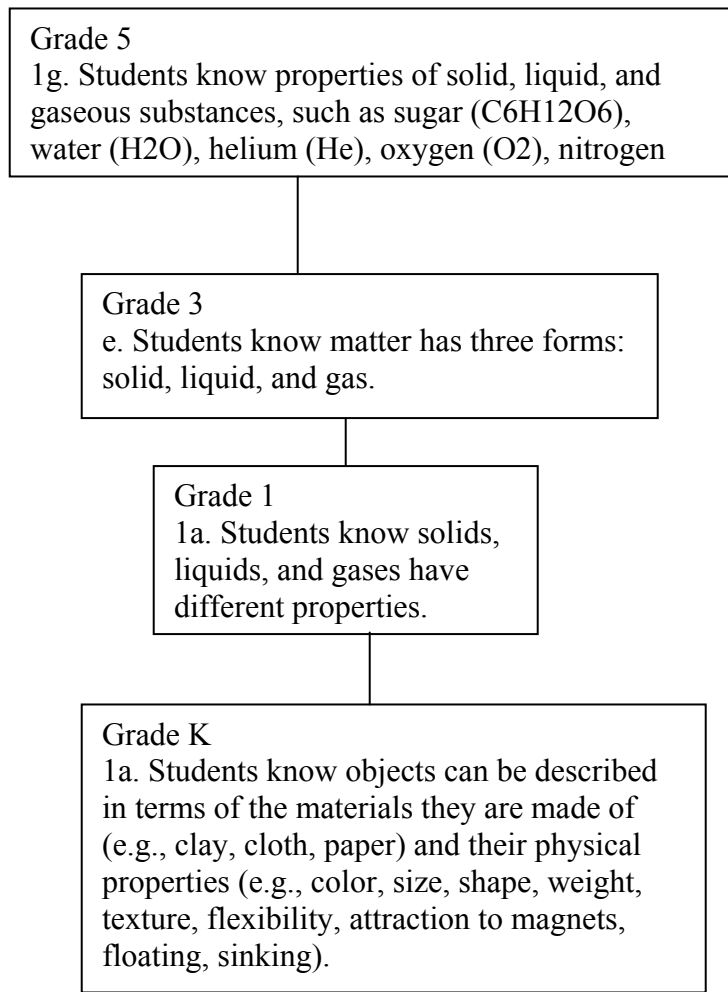 Grade 5
1g. Students know properties of solid, liquid, and
gaseous substances, such as sugar (C6H12O6),
water (H2O), helium (He), oxygen (O2), nitrogen
Grade 3
e. Students know matter has three forms:
solid, liquid, and gas.
Grade 1
1a. Students know solids,
liquids, and gases have
different properties.
Grade K
1a. Students know objects can be described
in terms of the materials they are made of
(e.g., clay, cloth, paper) and their physical
properties (e.g., color, size, shape, weight,
texture, flexibility, attraction to magnets,
floating, sinking).